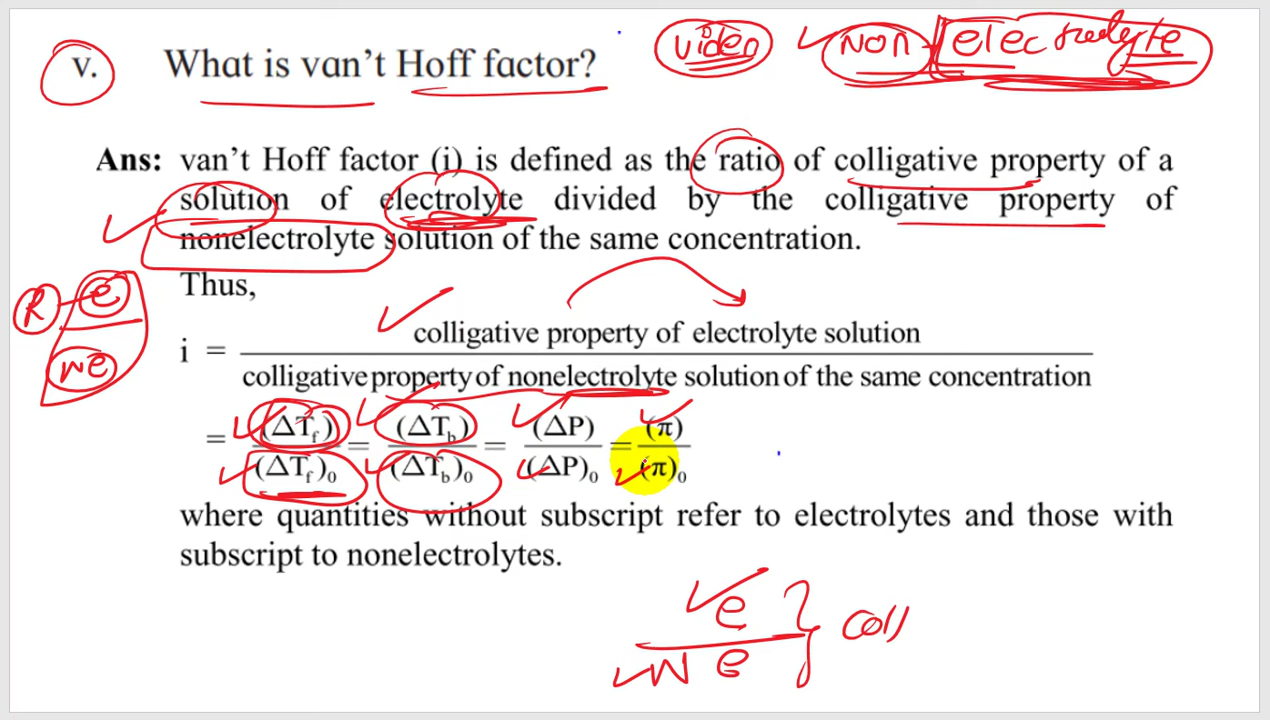 v. What is van't Hoff factor?
video
Non electrolyte
Ans: van't Hoff factor (i) is defined as the ratio of colligative property of a
solution of electrolyte divided by the colligative property of
nonelectrolyte solution of the same concentration.
Thus,
R e
ne
i = colligative property of electrolyte solution
colligative property of nonelectrolyte solution of the same concentration
= (ΔTf) = (ΔTb) = (ΔP) = (π)
(ΔTf)0 (ΔTb)0 (ΔP)0 (π)0
where quantities without subscript refer to electrolytes and those with
subscript to nonelectrolytes.
e
N e
coll